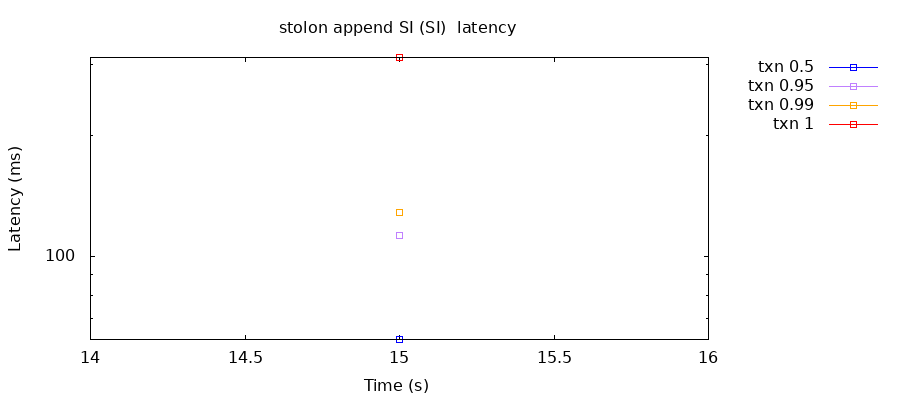 stolon append SI (SI)  latency
txn 0.5
txn 0.95
txn 0.99
txn 1
Latency (ms)
100
14 14.5 15 15.5 16
Time (s)